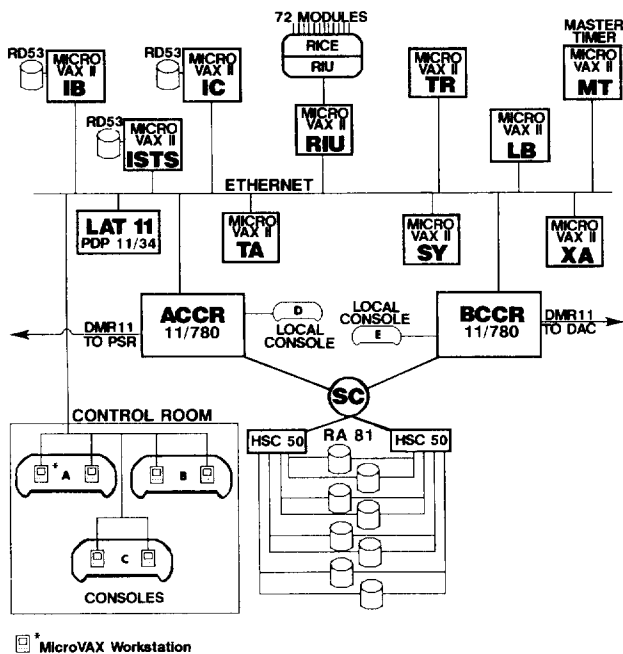 72 MODULES
RICE
RIU
MASTER
TIMER
RD53
MICRO
VAX II
IB
RD53
MICRO
VAX II
IC
MICRO
VAX II
TR
MICRO
VAX II
MT
RD53
MICRO
VAX II
ISTS
MICRO
VAX II
RIU
MICRO
VAX II
LB
ETHERNET
LAT 11
PDP 11/34
MICRO
VAX II
TA
MICRO
VAX II
SY
MICRO
VAX II
XA
DMR11
TO PSR
ACCR
11/780
D
LOCAL
CONSOLE
LOCAL
CONSOLE
E
BCCR
11/780
DMR11
TO DAC
SC
CONTROL ROOM
HSC 50
RA 81
HSC 50
* A
B
C
CONSOLES
*MicroVAX Workstation